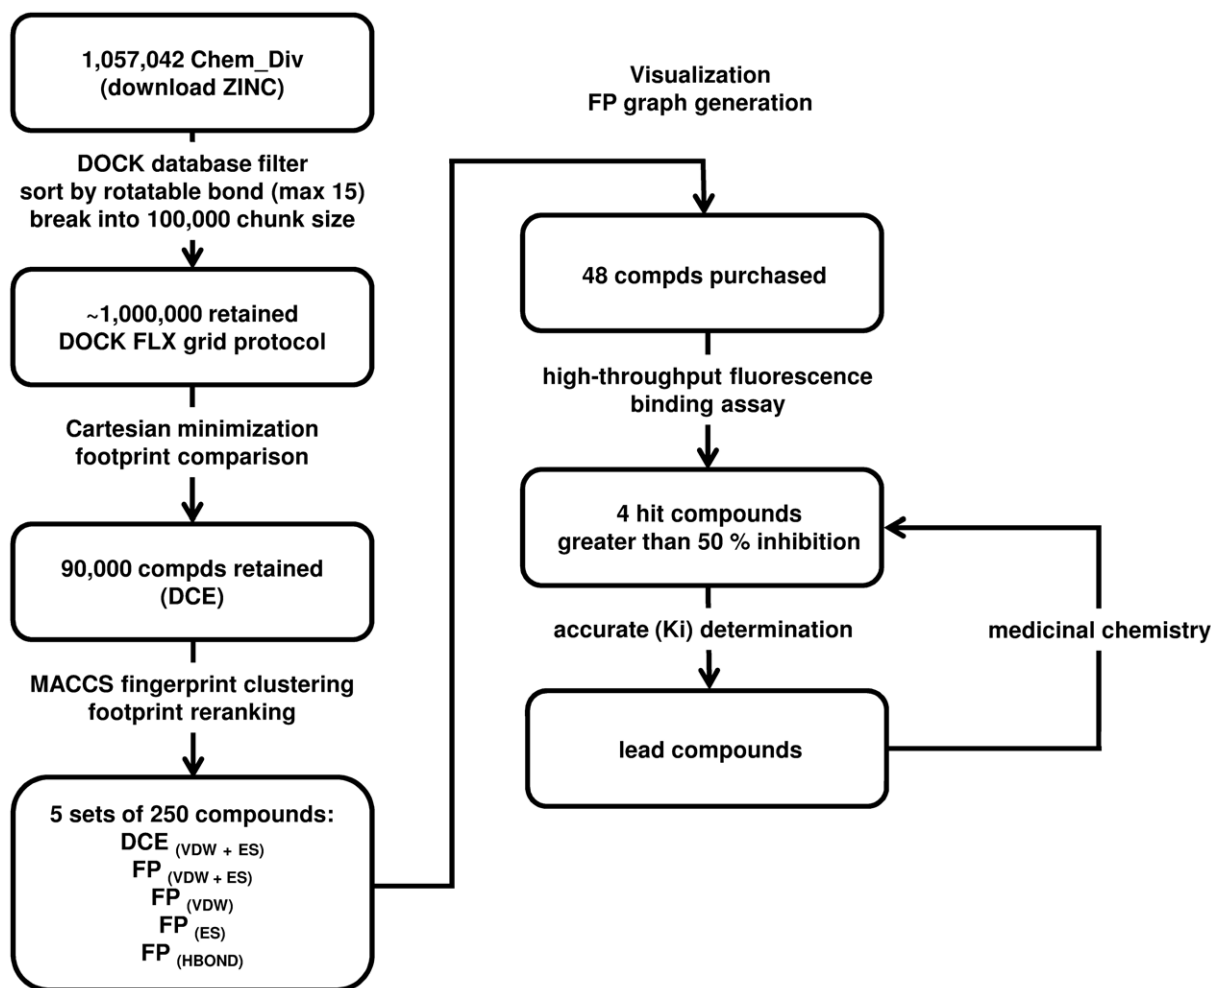 1,057,042 Chem_Div
(download ZINC)
DOCK database filter
sort by rotatable bond (max 15)
break into 100,000 chunk size
~1,000,000 retained
DOCK FLX grid protocol
Cartesian minimization
footprint comparison
90,000 compds retained
(DCE)
MACCS fingerprint clustering
footprint reranking
5 sets of 250 compounds:
DCE (VDW + ES)
FP (VDW + ES)
FP (VDW)
FP (ES)
FP (HBOND)
Visualization
FP graph generation
48 compds purchased
high-throughput fluorescence
binding assay
4 hit compounds
greater than 50 % inhibition
accurate (Ki) determination
medicinal chemistry
lead compounds